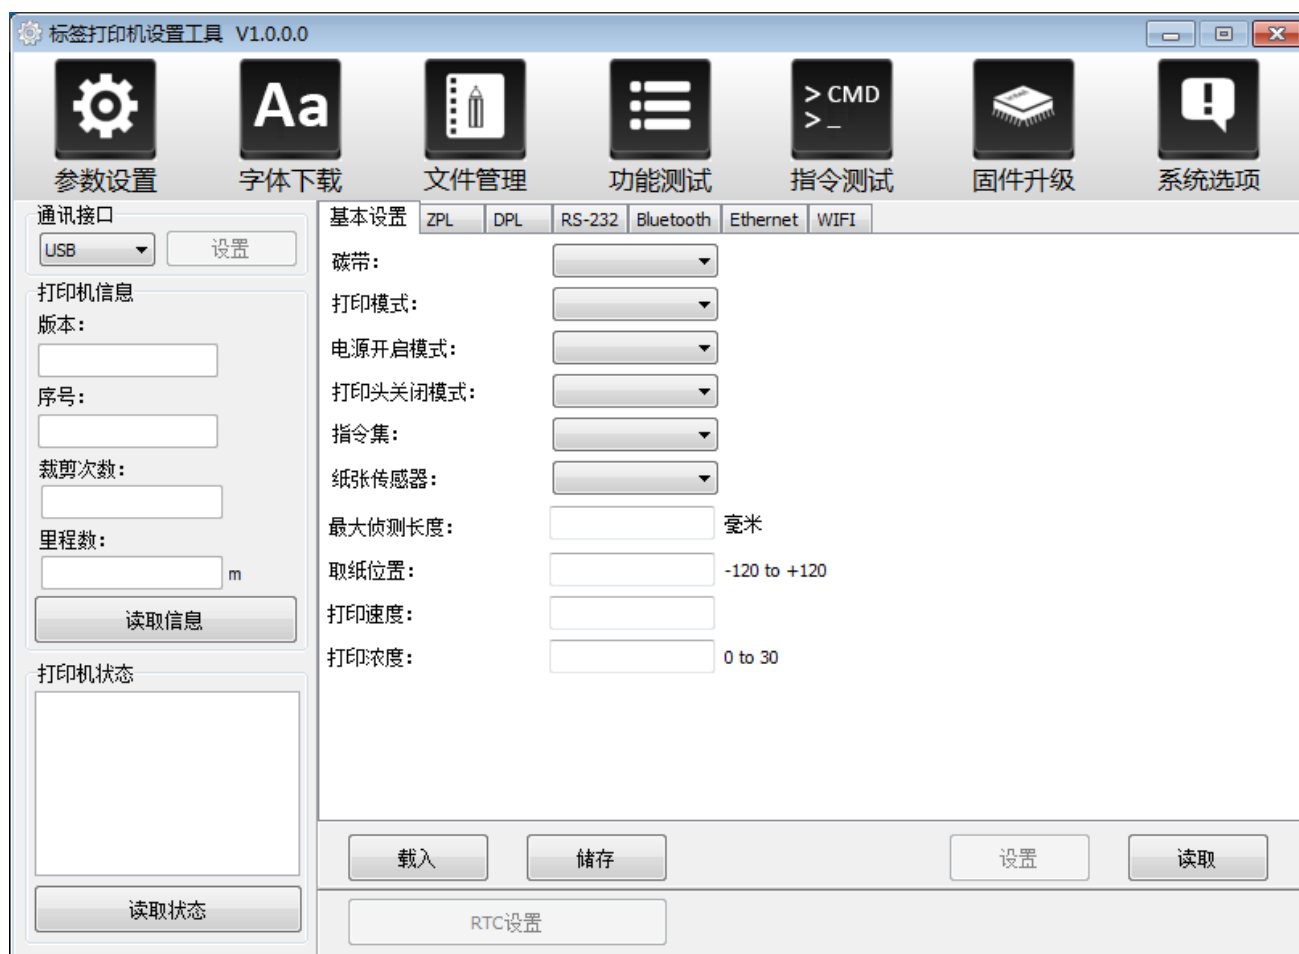 标签打印机设置工具 V1.0.0.0
Aa
> CMD
> _
参数设置
字体下载
文件管理
功能测试
指令测试
固件升级
系统选项
通讯接口
USB
设置
打印机信息
版本:
序号:
裁剪次数:
里程数:
m
读取信息
打印机状态
读取状态
基本设置 ZPL DPL RS-232 Bluetooth Ethernet WIFI
碳带:
打印模式:
电源开启模式:
打印头关闭模式:
指令集:
纸张传感器:
最大侦测长度: 毫米
取纸位置: -120 to +120
打印速度:
打印浓度: 0 to 30
载入 储存 设置 读取
RTC设置